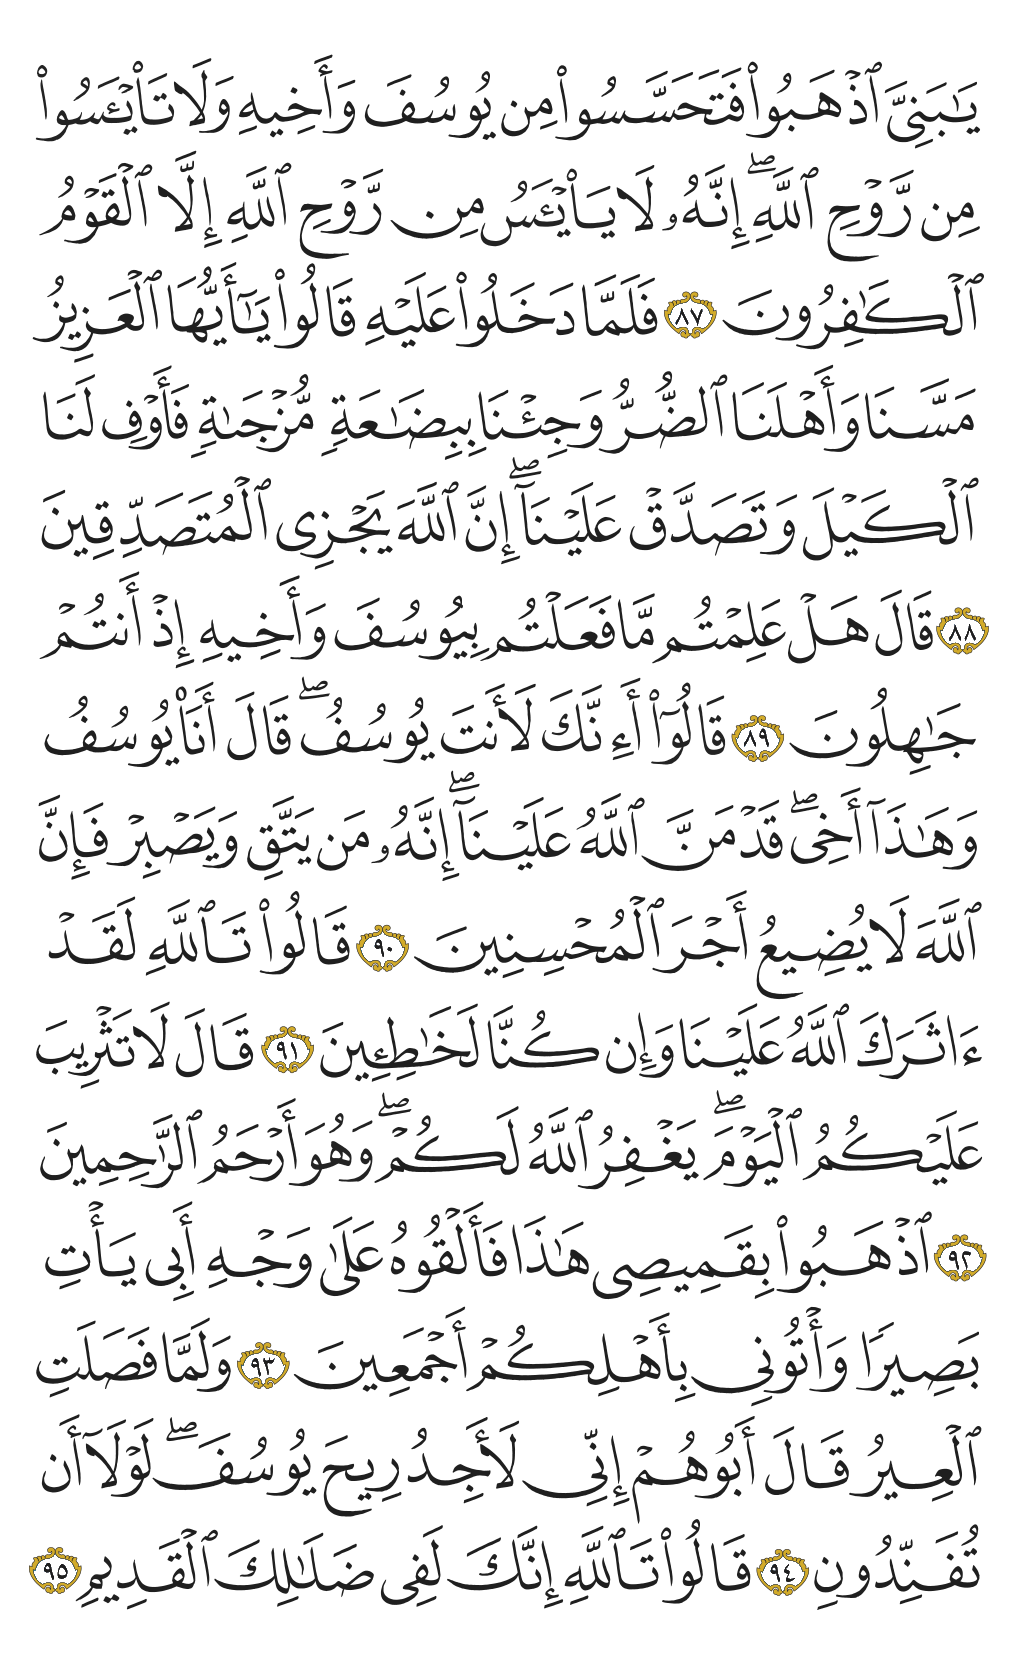 يَٰبَنِيَّ ٱذۡهَبُواْ فَتَحَسَّسُواْ مِن يُوسُفَ وَأَخِيهِ وَلَا تَاْيۡـَٔسُواْ
مِن رَّوۡحِ ٱللَّهِۖ إِنَّهُۥ لَا يَاْيۡـَٔسُ مِن رَّوۡحِ ٱللَّهِ إِلَّا ٱلۡقَوۡمُ
ٱلۡكَٰفِرُونَ ٨٧ فَلَمَّا دَخَلُواْ عَلَيۡهِ قَالُواْ يَٰٓأَيُّهَا ٱلۡعَزِيزُ
مَسَّنَا وَأَهۡلَنَا ٱلضُّرُّ وَجِئۡنَا بِبِضَٰعَةٖ مُّزۡجَىٰةٖ فَأَوۡفِ لَنَا
ٱلۡكَيۡلَ وَتَصَدَّقۡ عَلَيۡنَآۖ إِنَّ ٱللَّهَ يَجۡزِي ٱلۡمُتَصَدِّقِينَ
٨٨ قَالَ هَلۡ عَلِمۡتُم مَّا فَعَلۡتُم بِيُوسُفَ وَأَخِيهِ إِذۡ أَنتُمۡ
جَٰهِلُونَ ٨٩ قَالُوٓاْ أَءِنَّكَ لَأَنتَ يُوسُفُۖ قَالَ أَنَا۠ يُوسُفُ
وَهَٰذَآ أَخِيۖ قَدۡ مَنَّ ٱللَّهُ عَلَيۡنَآۖ إِنَّهُۥ مَن يَتَّقِ وَيَصۡبِرۡ فَإِنَّ
ٱللَّهَ لَا يُضِيعُ أَجۡرَ ٱلۡمُحۡسِنِينَ ٩٠ قَالُواْ تَٱللَّهِ لَقَدۡ
ءَاثَرَكَ ٱللَّهُ عَلَيۡنَا وَإِن كُنَّا لَخَٰطِـِٔينَ ٩١ قَالَ لَا تَثۡرِيبَ
عَلَيۡكُمُ ٱلۡيَوۡمَۖ يَغۡفِرُ ٱللَّهُ لَكُمۡۖ وَهُوَ أَرۡحَمُ ٱلرَّٰحِمِينَ
٩٢ ٱذۡهَبُواْ بِقَمِيصِي هَٰذَا فَأَلۡقُوهُ عَلَىٰ وَجۡهِ أَبِي يَأۡتِ
بَصِيرٗا وَأۡتُونِي بِأَهۡلِكُمۡ أَجۡمَعِينَ ٩٣ وَلَمَّا فَصَلَتِ
ٱلۡعِيرُ قَالَ أَبُوهُمۡ إِنِّي لَأَجِدُ رِيحَ يُوسُفَۖ لَوۡلَآ أَن
تُفَنِّدُونِ ٩٤ قَالُواْ تَٱللَّهِ إِنَّكَ لَفِي ضَلَٰلِكَ ٱلۡقَدِيمِ ٩٥